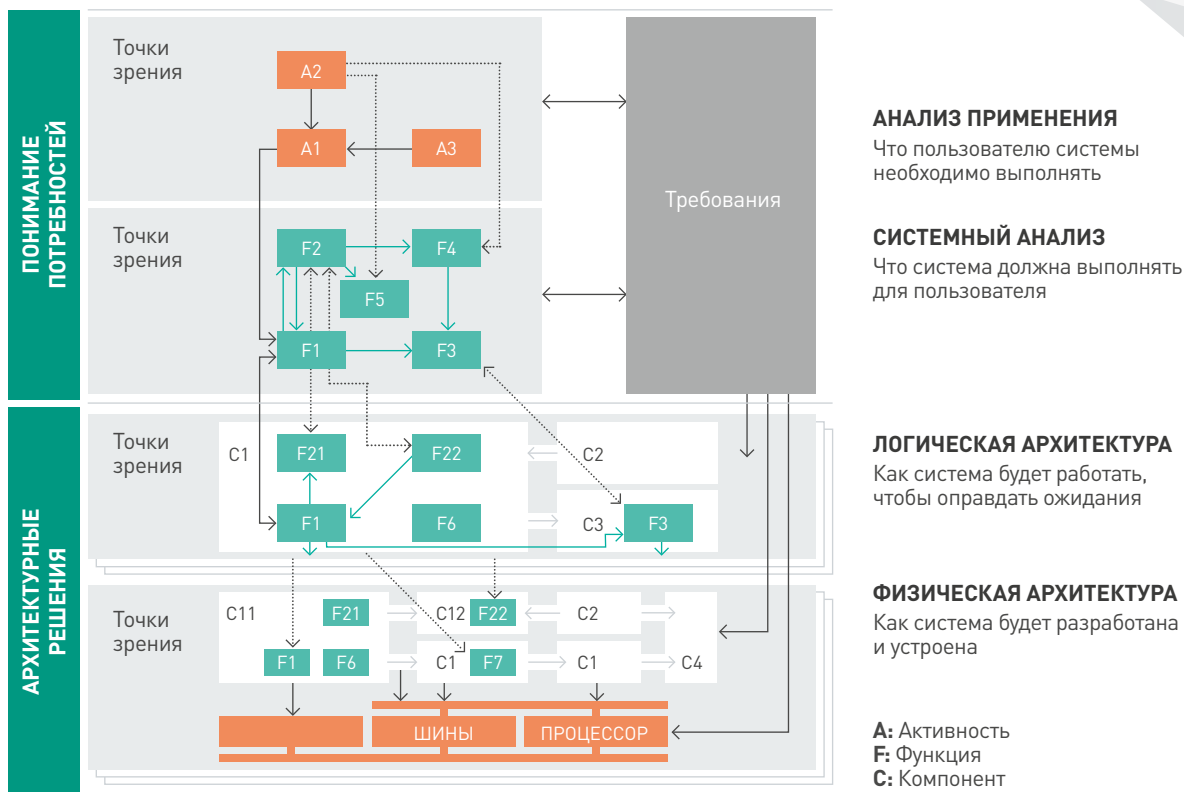 ПОНИМАНИЕ
ПОТРЕБНОСТЕЙ
Точки
зрения
A2
A1
A3
Точки
зрения
F2
F4
F5
F1
F3
Требования
АНАЛИЗ ПРИМЕНЕНИЯ
Что пользователю системы
необходимо выполнять
СИСТЕМНЫЙ АНАЛИЗ
Что система должна выполнять
для пользователя
АРХИТЕКТУРНЫЕ
РЕШЕНИЯ
Точки
зрения
C1
F21
F22
C2
F1
F6
C3
F3
ЛОГИЧЕСКАЯ АРХИТЕКТУРА
Как система будет работать,
чтобы оправдать ожидания
Точки
зрения
C11
F21
C12
F22
C2
F1
F6
C1
F7
C1
C4
ШИНЫ
ПРОЦЕССОР
ФИЗИЧЕСКАЯ АРХИТЕКТУРА
Как система будет разработана
и устроена
A: Активность
F: Функция
C: Компонент